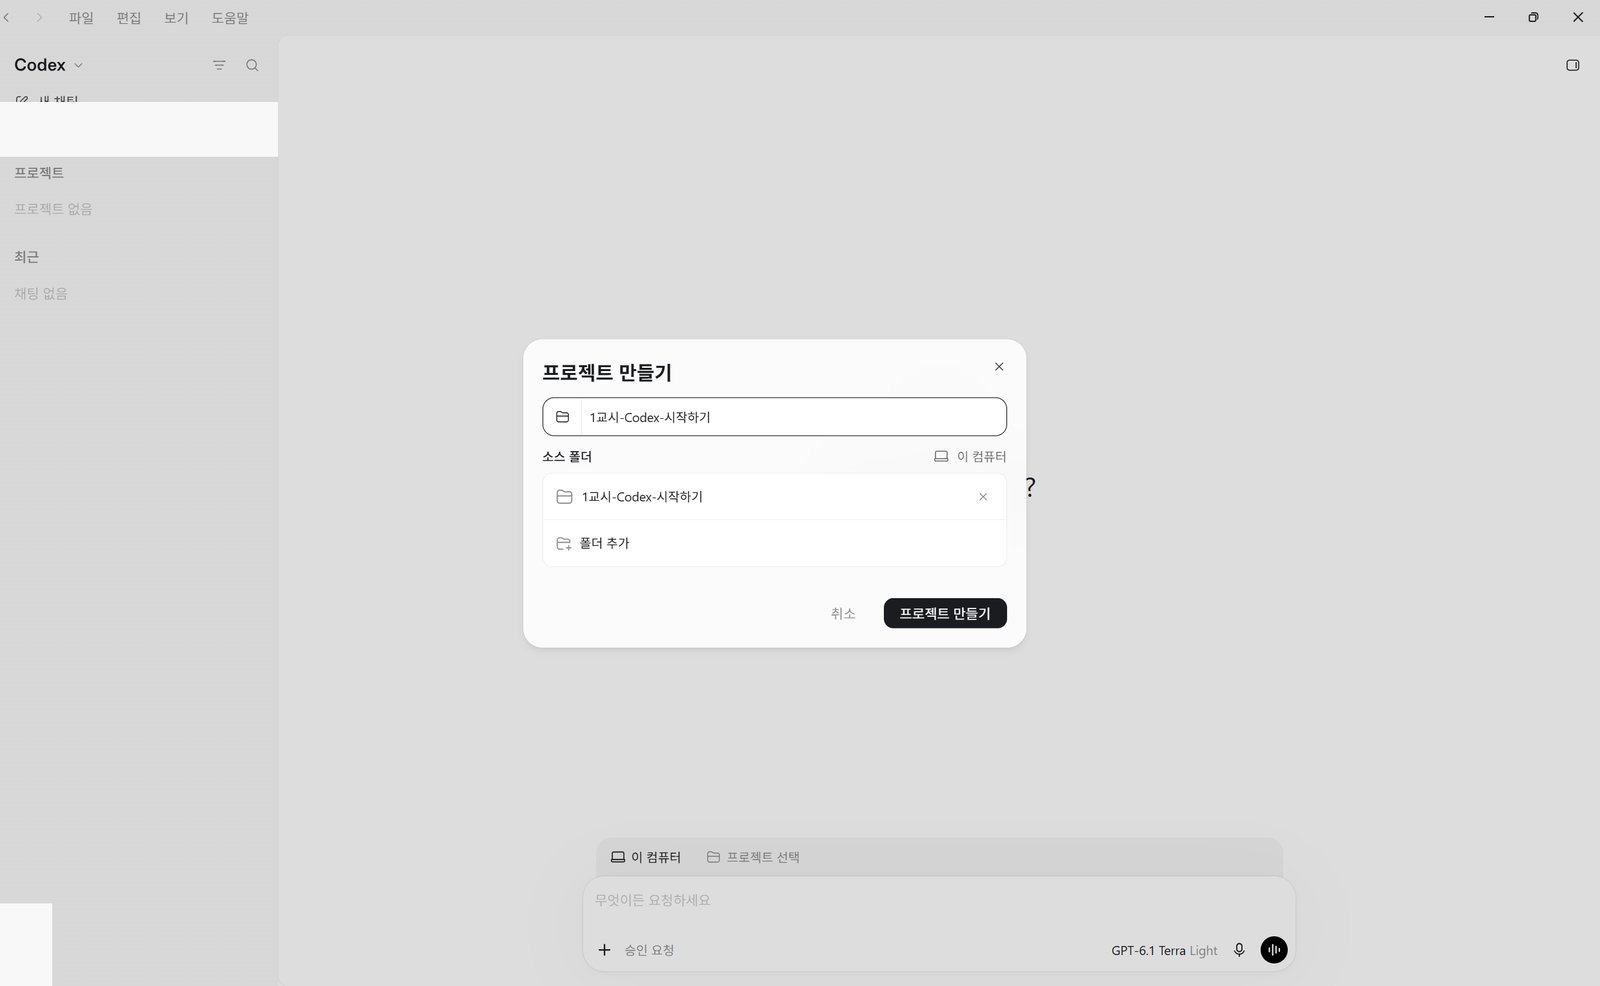 파일 편집 보기 도움말
Codex
새 채팅
프로젝트
프로젝트 없음
최근
채팅 없음
프로젝트 만들기
1교시-Codex-시작하기
소스 폴더 이 컴퓨터
1교시-Codex-시작하기
?
폴더 추가
취소 프로젝트 만들기
이 컴퓨터 프로젝트 선택
무엇이든 요청하세요
승인 요청 GPT-6.1 Terra Light